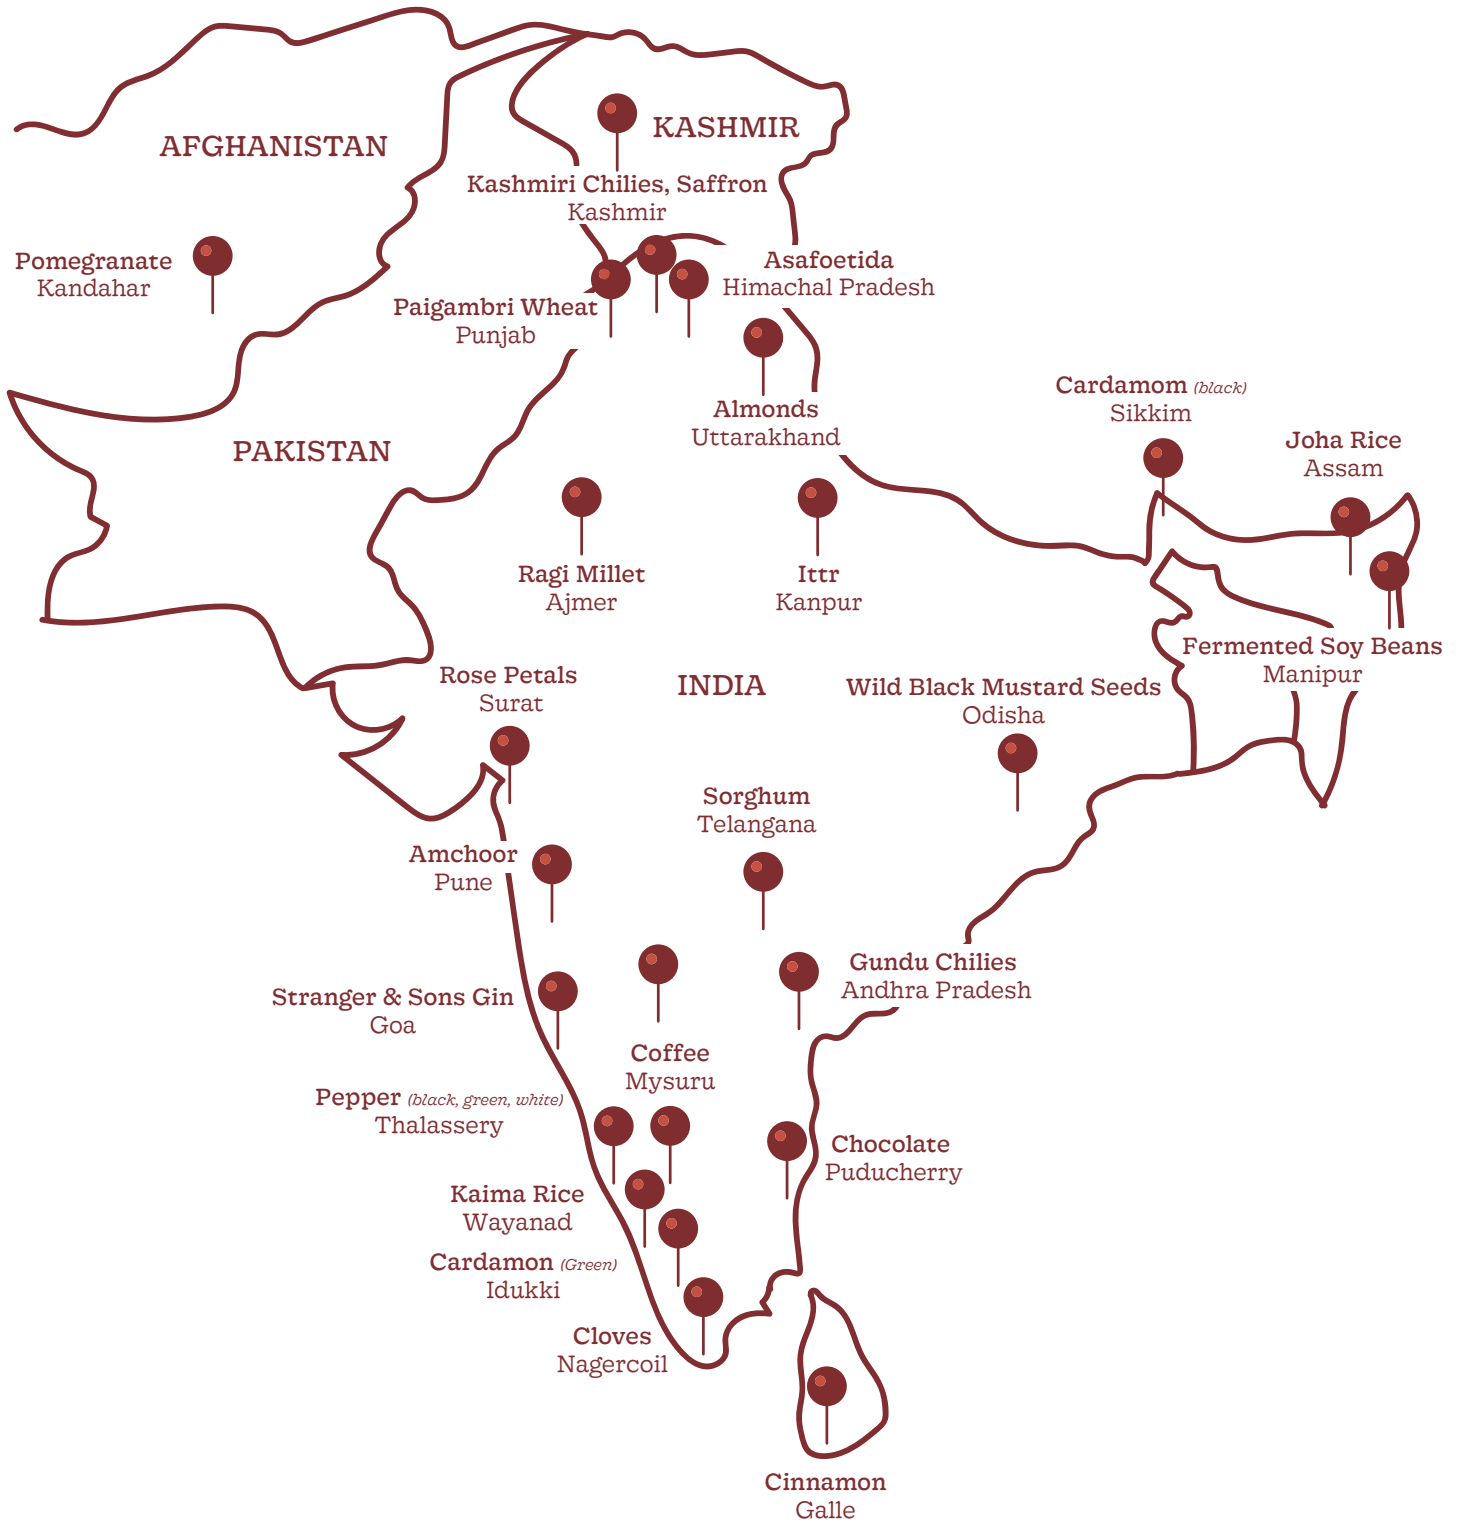 AFGHANISTAN
KASHMIR
Kashmiri Chilies, Saffron
Kashmir
Pomegranate
Kandahar
Asafoetida
Himachal Pradesh
Paigambri Wheat
Punjab
Almonds
Uttarakhand
Cardamom (black)
Sikkim
Joha Rice
Assam
PAKISTAN
Ragi Millet
Ajmer
Ittr
Kanpur
Fermented Soy Beans
Manipur
Rose Petals
Surat
INDIA
Wild Black Mustard Seeds
Odisha
Sorghum
Telangana
Amchoor
Pune
Gundu Chilies
Andhra Pradesh
Stranger & Sons Gin
Goa
Coffee
Mysuru
Pepper (black, green, white)
Thalassery
Chocolate
Puducherry
Kaima Rice
Wayanad
Cardamon (Green)
Idukki
Cloves
Nagercoil
Cinnamon
Galle